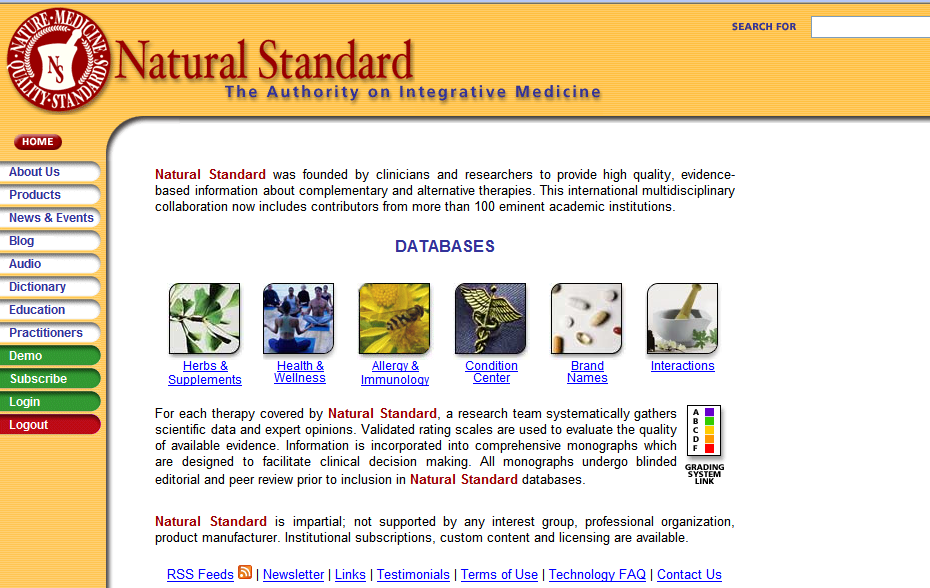 NATURE·MEDICINE·QUALITY·STANDARDS
NS
Natural Standard
The Authority on Integrative Medicine
SEARCH FOR
HOME
About Us
Products
News & Events
Blog
Audio
Dictionary
Education
Practitioners
Demo
Subscribe
Login
Logout
Natural Standard was founded by clinicians and researchers to provide high quality, evidence-
based information about complementary and alternative therapies. This international multidisciplinary
collaboration now includes contributors from more than 100 eminent academic institutions.
DATABASES
Herbs &
Supplements
Health &
Wellness
Allergy &
Immunology
Condition
Center
Brand
Names
Interactions
For each therapy covered by Natural Standard, a research team systematically gathers
scientific data and expert opinions. Validated rating scales are used to evaluate the quality
of available evidence. Information is incorporated into comprehensive monographs which
are designed to facilitate clinical decision making. All monographs undergo blinded
editorial and peer review prior to inclusion in Natural Standard databases.
A
B
C
D
F
GRADING
SYSTEM
LINK
Natural Standard is impartial; not supported by any interest group, professional organization,
product manufacturer. Institutional subscriptions, custom content and licensing are available.
RSS Feeds | Newsletter | Links | Testimonials | Terms of Use | Technology FAQ | Contact Us